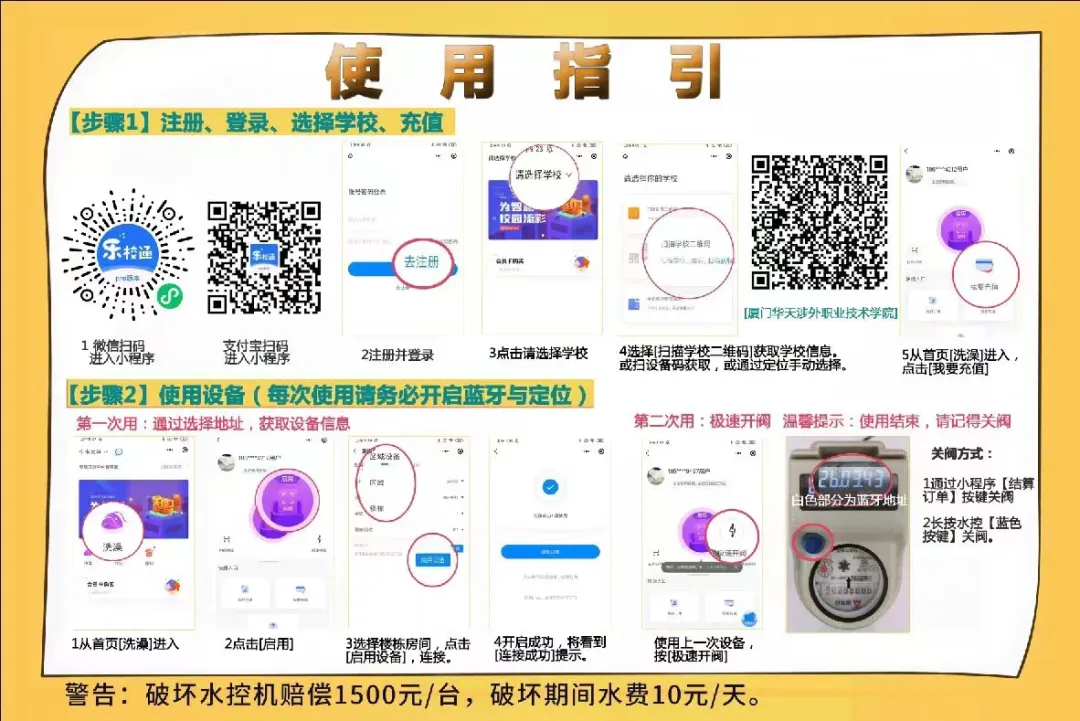 使用指引
【步骤1】注册、登录、选择学校、充值
乐校通
pro版本
乐校通
去注册
请选择学校
请选择你的学校
扫描学校二维码
我要充值
[厦门华天涉外职业技术学院]
1 微信扫码
进入小程序
支付宝扫码
进入小程序
2注册并登录
3点击请选择学校
4选择[扫描学校二维码]获取学校信息。
或扫设备码获取，或通过定位手动选择。
5从首页[洗澡]进入，
点击[我要充值]
【步骤2】使用设备（每次使用请务必开启蓝牙与定位）
第一次用：通过选择地址，获取设备信息
第二次用：极速开阀
温馨提示：使用结束，请记得关阀
洗澡
区域设备
区域
极速开阀
26.0343
白色部分为蓝牙地址
关阀方式：
1通过小程序【结算
订单】按键关阀
2长按水控【蓝色
按键】关阀。
1从首页[洗澡]进入
2点击[启用]
3选择楼栋房间，点击
[启用设备]，连接。
4开启成功，将看到
[连接成功]提示。
使用上一次设备，
按[极速开阀]
警告：破坏水控机赔偿1500元/台，破坏期间水费10元/天。